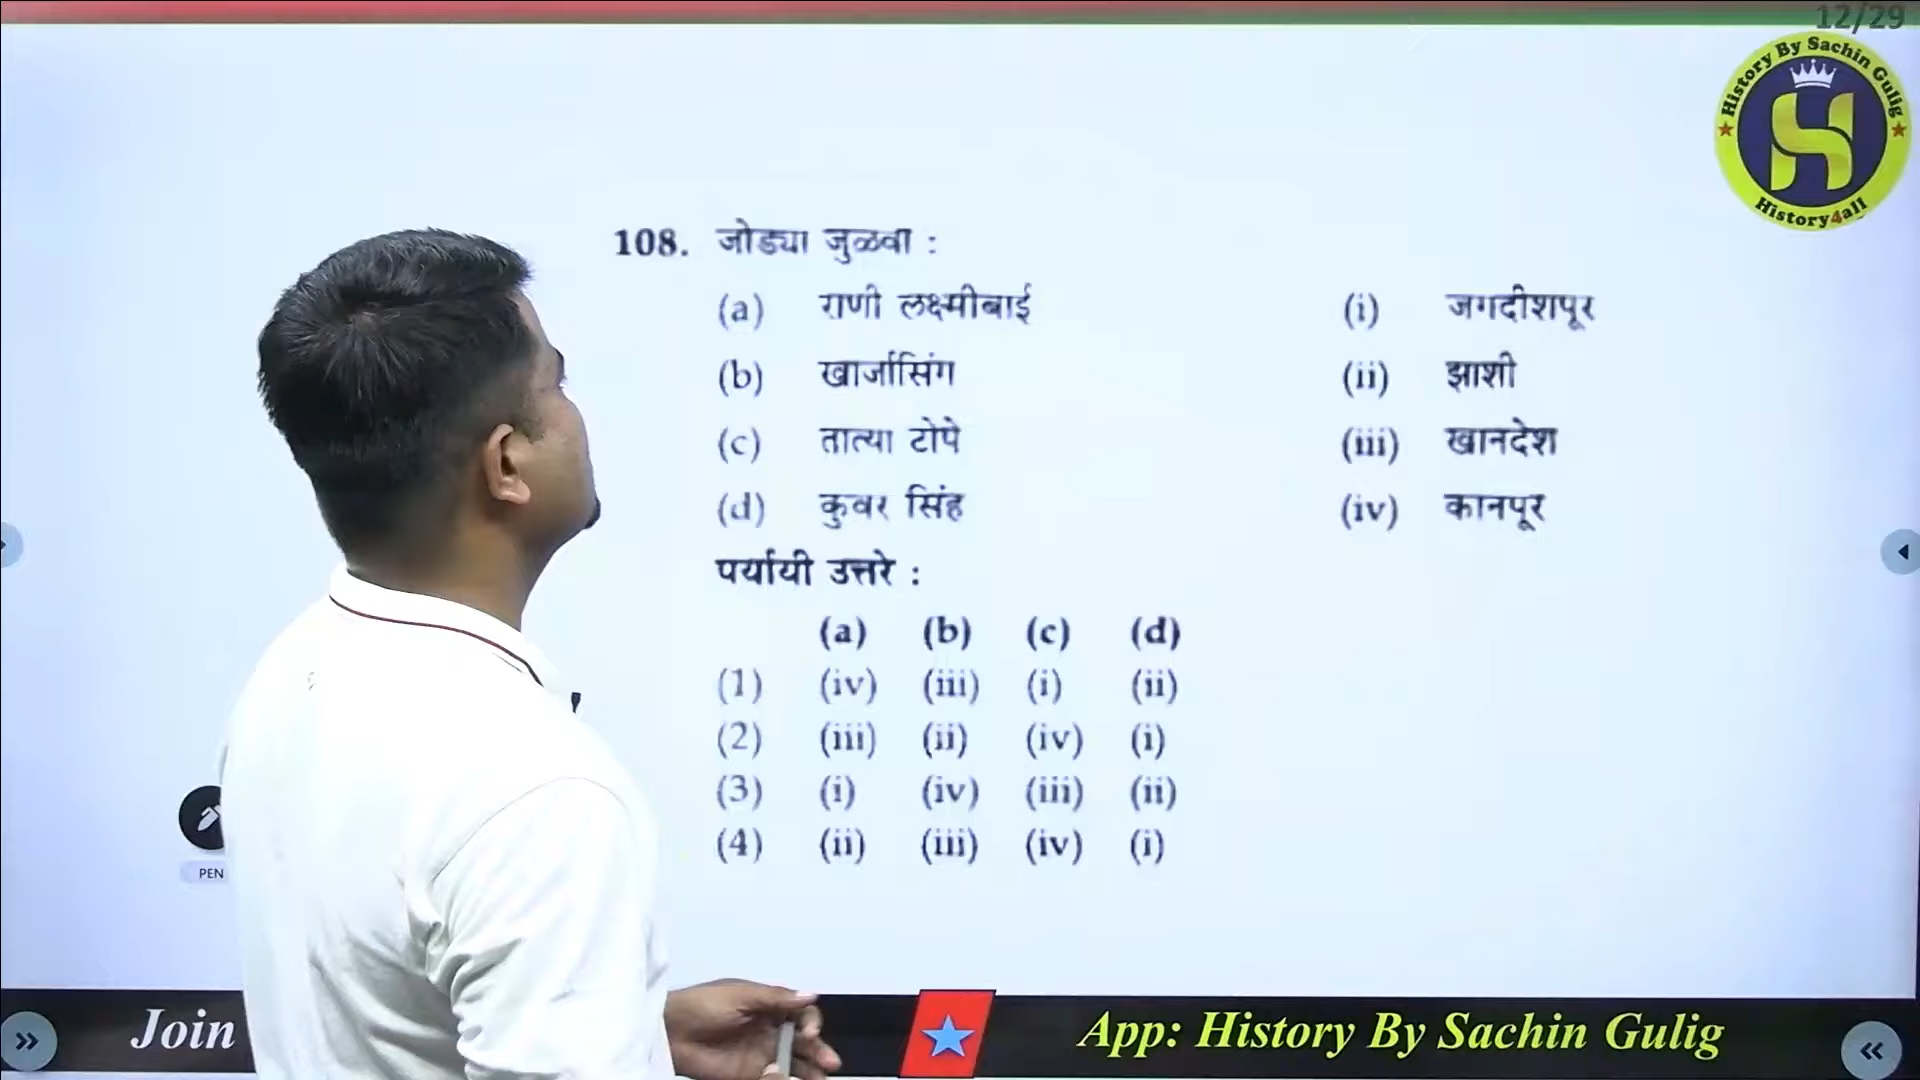 12/29
History By Sachin Gulig
History4all
108. जोड्या जुळवा :
(a) राणी लक्ष्मीबाई (i) जगदीशपूर
(b) खार्जासिंग (ii) झाशी
(c) तात्या टोपे (iii) खानदेश
(d) कुवर सिंह (iv) कानपूर
पर्यायी उत्तरे :
(a) (b) (c) (d)
(1) (iv) (iii) (i) (ii)
(2) (iii) (ii) (iv) (i)
(3) (i) (iv) (iii) (ii)
(4) (ii) (iii) (iv) (i)
PEN
Join
App: History By Sachin Gulig